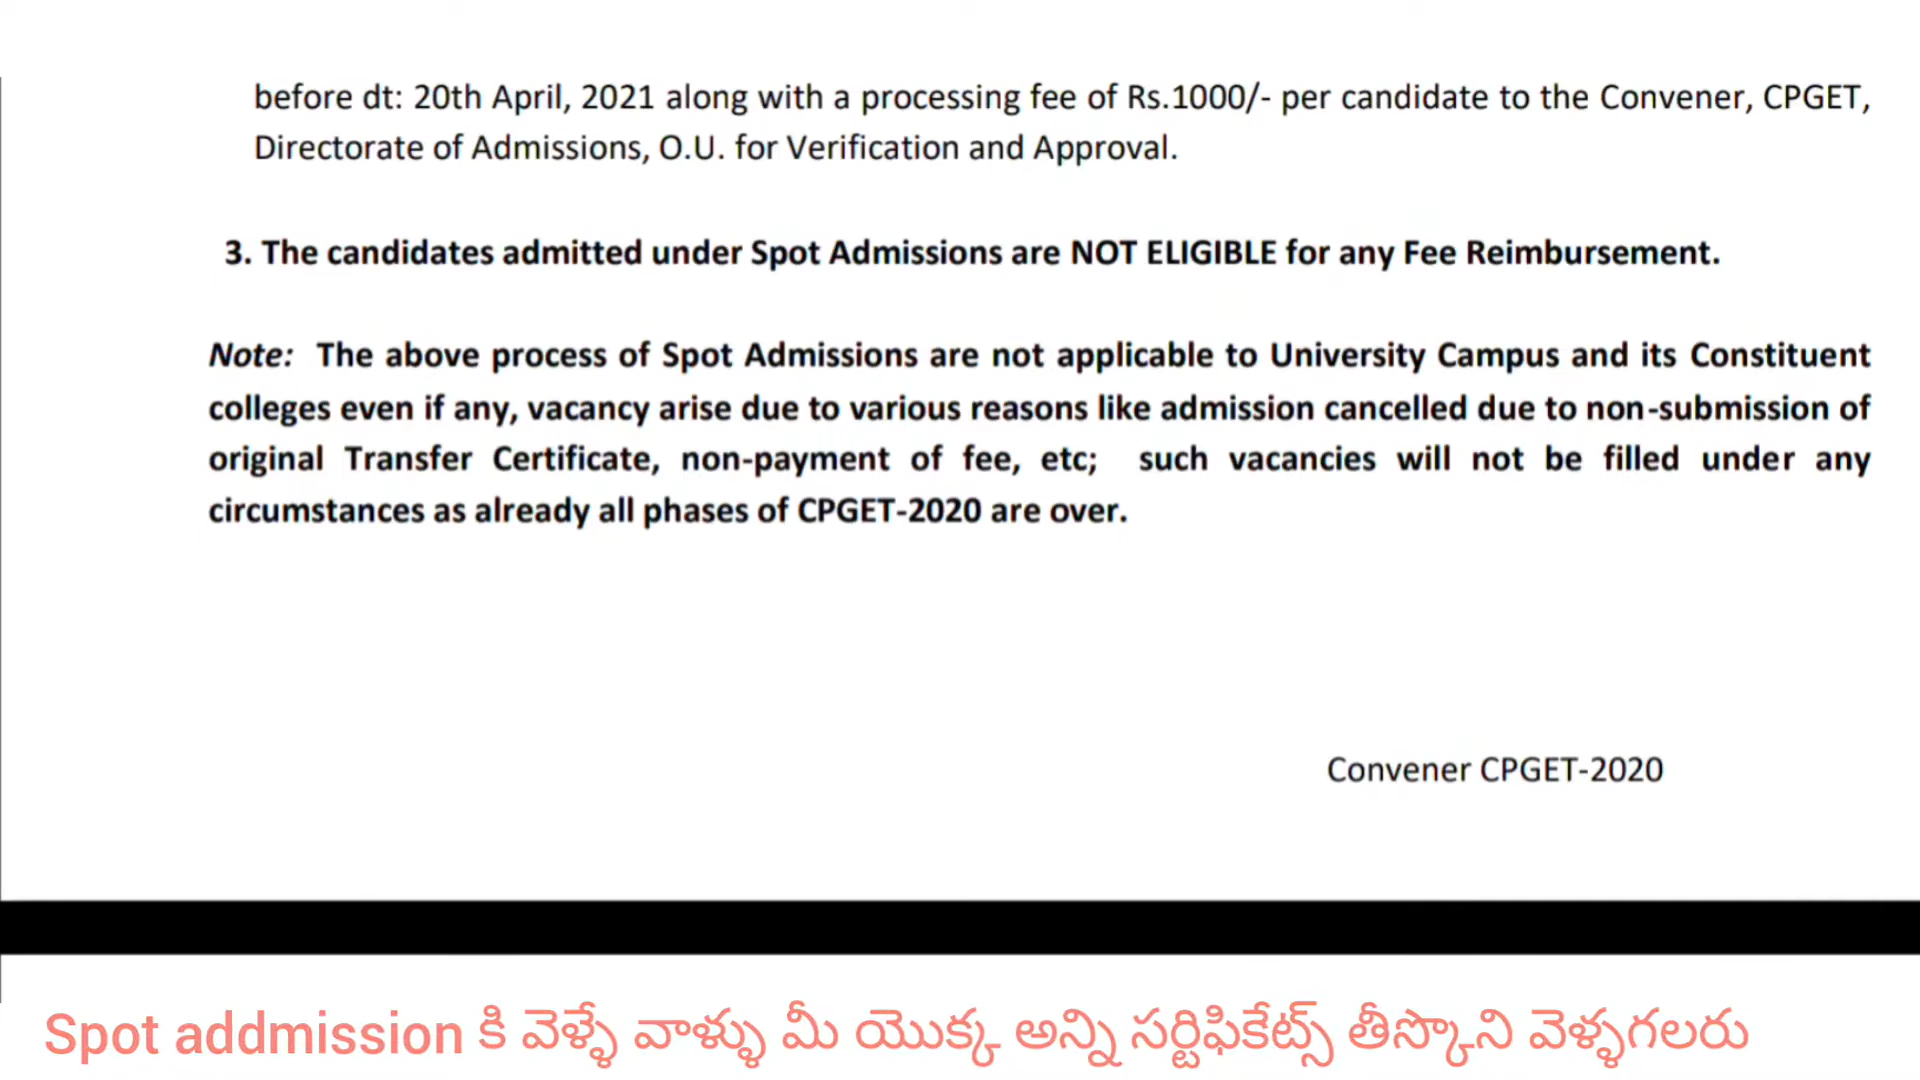 before dt: 20th April, 2021 along with a processing fee of Rs.1000/- per candidate to the Convener, CPGET,
Directorate of Admissions, O.U. for Verification and Approval.
3. The candidates admitted under Spot Admissions are NOT ELIGIBLE for any Fee Reimbursement.
Note: The above process of Spot Admissions are not applicable to University Campus and its Constituent
colleges even if any, vacancy arise due to various reasons like admission cancelled due to non-submission of
original Transfer Certificate, non-payment of fee, etc; such vacancies will not be filled under any
circumstances as already all phases of CPGET-2020 are over.
Convener CPGET-2020
Spot addmission కి వెళ్ళే వాళ్ళు మీ యొక్క అన్ని సర్టిఫికేట్స్ తీస్కొని వెళ్ళగలరు